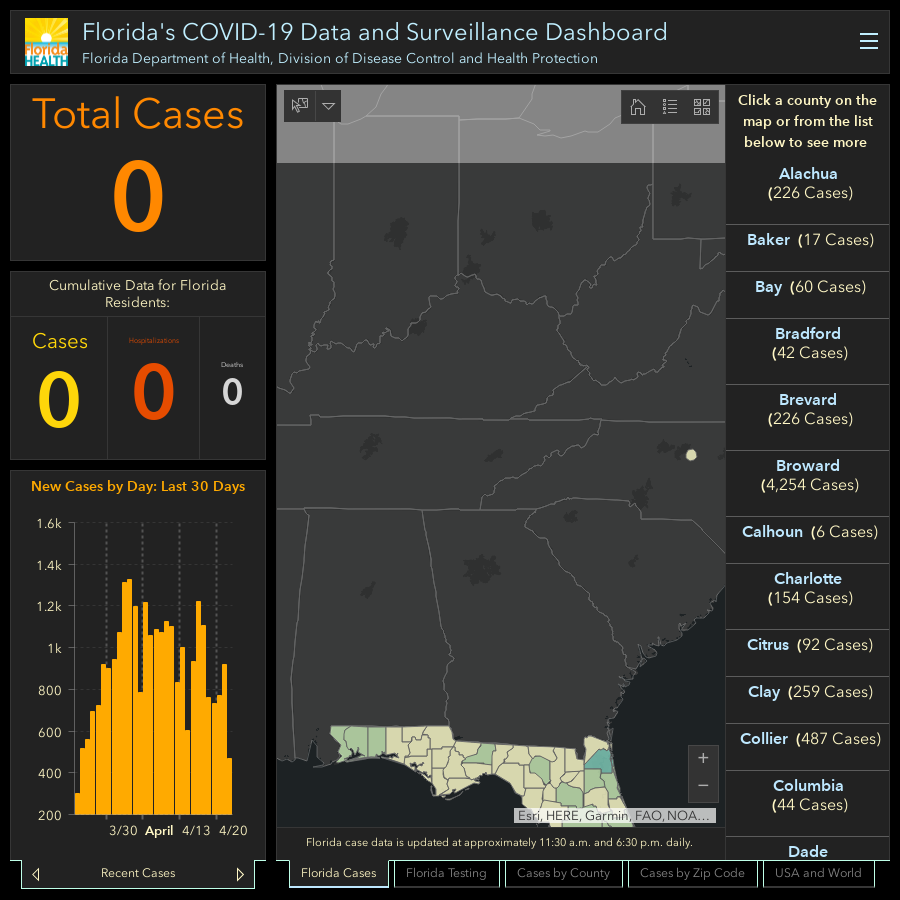 Florida
HEALTH
Florida's COVID-19 Data and Surveillance Dashboard
Florida Department of Health, Division of Disease Control and Health Protection
Total Cases
0
Cumulative Data for Florida
Residents:
Cases
0
Hospitalizations
0
Deaths
0
New Cases by Day: Last 30 Days
1.6k
1.4k
1.2k
1k
800
600
400
200
3/30 April 4/13 4/20
Recent Cases
+
−
Esri, HERE, Garmin, FAO, NOA...
Florida case data is updated at approximately 11:30 a.m. and 6:30 p.m. daily.
Florida Cases
Florida Testing
Cases by County
Cases by Zip Code
USA and World
Click a county on the
map or from the list
below to see more
Alachua
(226 Cases)
Baker (17 Cases)
Bay (60 Cases)
Bradford
(42 Cases)
Brevard
(226 Cases)
Broward
(4,254 Cases)
Calhoun (6 Cases)
Charlotte
(154 Cases)
Citrus (92 Cases)
Clay (259 Cases)
Collier (487 Cases)
Columbia
(44 Cases)
Dade